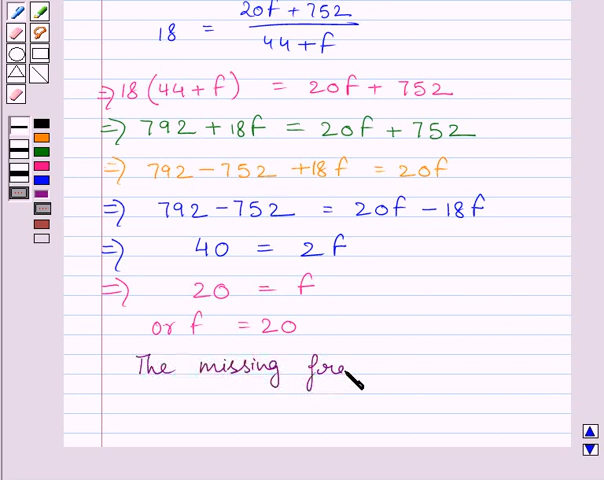 18 = 20f + 752 / 44 + f
⇒ 18 (44 + f) = 20f + 752
⇒ 792 + 18f = 20f + 752
⇒ 792 - 752 + 18f = 20f
⇒ 792 - 752 = 20f - 18f
⇒ 40 = 2f
⇒ 20 = f
or f = 20
The missing fre